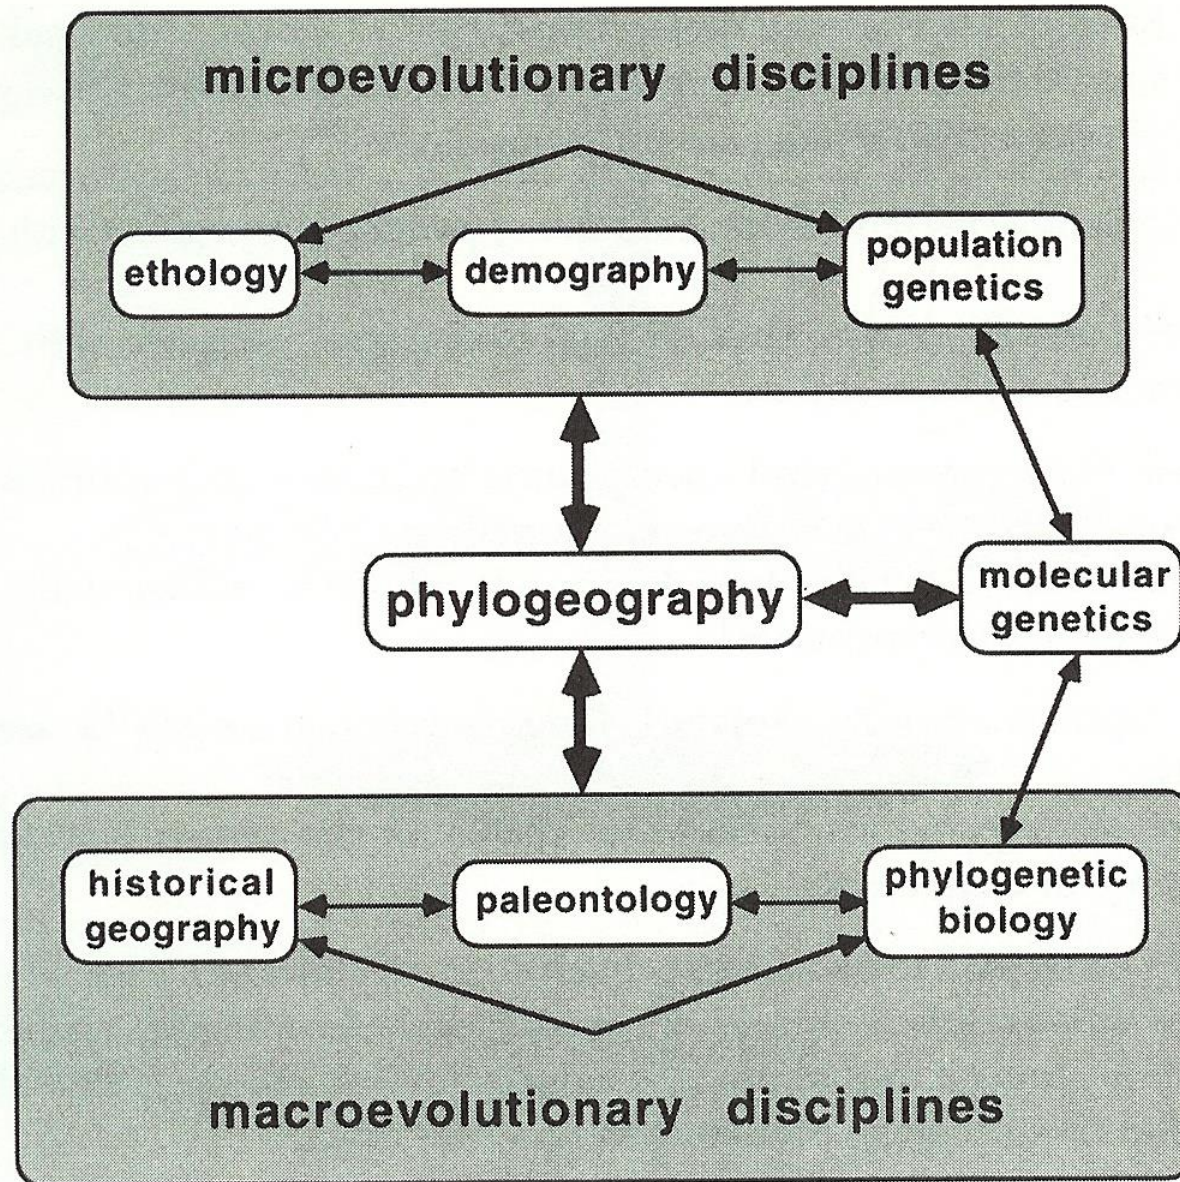 microevolutionary disciplines
ethology
demography
population
genetics
phylogeography
molecular
genetics
historical
geography
paleontology
phylogenetic
biology
macroevolutionary disciplines